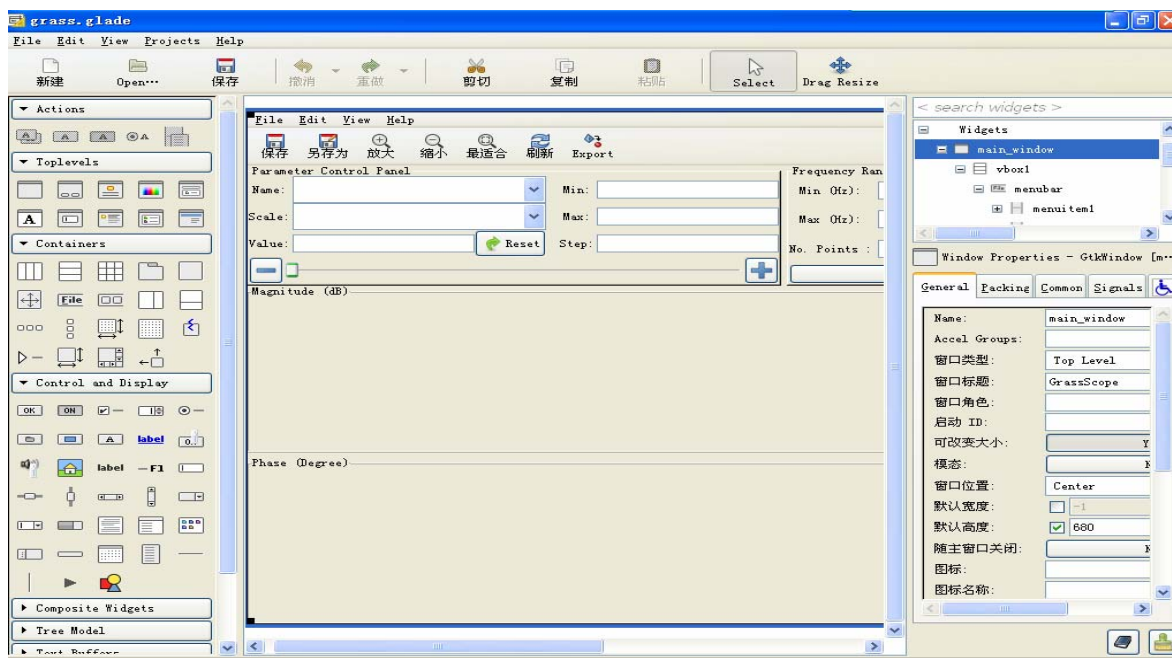 grass.glade
File Edit View Projects Help
新建 Open… 保存 撤消 重做 剪切 复制 粘贴 Select Drag Resize
Actions
Toplevels
Containers
File
Control and Display
OK ON
A label
label F1
Composite Widgets
Tree Model
Text Buffers
File Edit View Help
保存 另存为 放大 缩小 最适合 刷新 Export
Parameter Control Panel
Name: Min:
Scale: Max:
Value: Reset Step:
Frequency Ran
Min (Hz):
Max (Hz):
No. Points :
Magnitude (dB)
Phase (Degree)
< search widgets >
Widgets
main_window
vbox1
menubar
menuitem1
Window Properties - GtkWindow [m…
General Packing Common Signals
Name: main_window
Accel Groups:
窗口类型: Top Level
窗口标题: GrassScope
窗口角色:
启动 ID:
可改变大小: Y
模态: N
窗口位置: Center
默认宽度: -1
默认高度: 680
随主窗口关闭: N
图标:
图标名称: